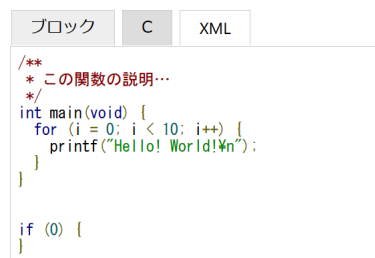 ブロック C XML
/**
 * この関数の説明…
 */
int main(void) {
  for (i = 0; i < 10; i++) {
    printf("Hello! World!¥n");
  }
}
if (0) {
}